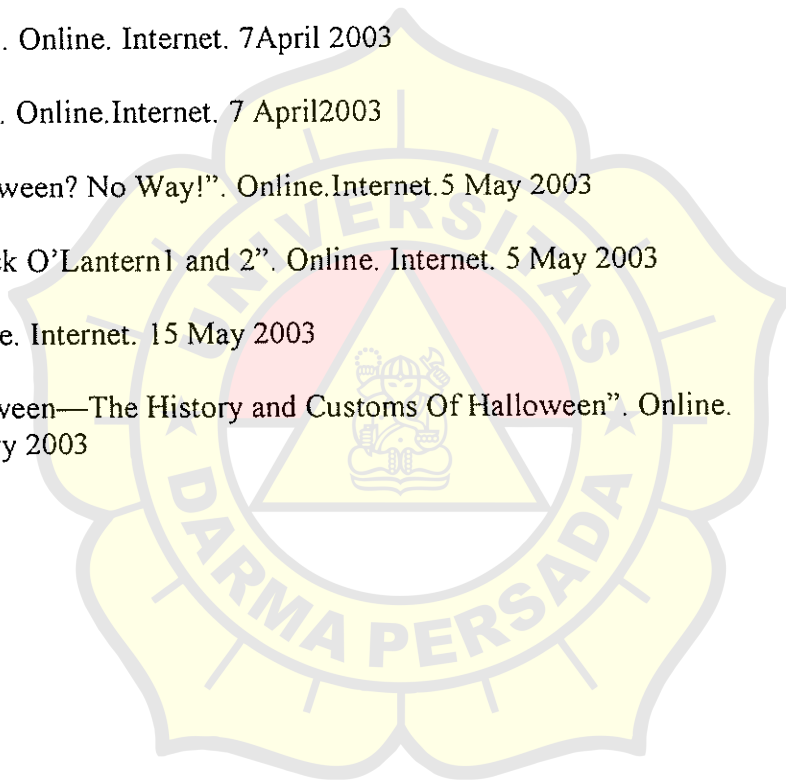 . Online. Internet. 7April 2003
. Online.Internet. 7 April2003
ween? No Way!”. Online.Internet.5 May 2003
ck O’Lantern1 and 2”. Online. Internet. 5 May 2003
e. Internet. 15 May 2003
ween—The History and Customs Of Halloween”. Online.
y 2003
UNIVERSITAS
DARMA PERSADA